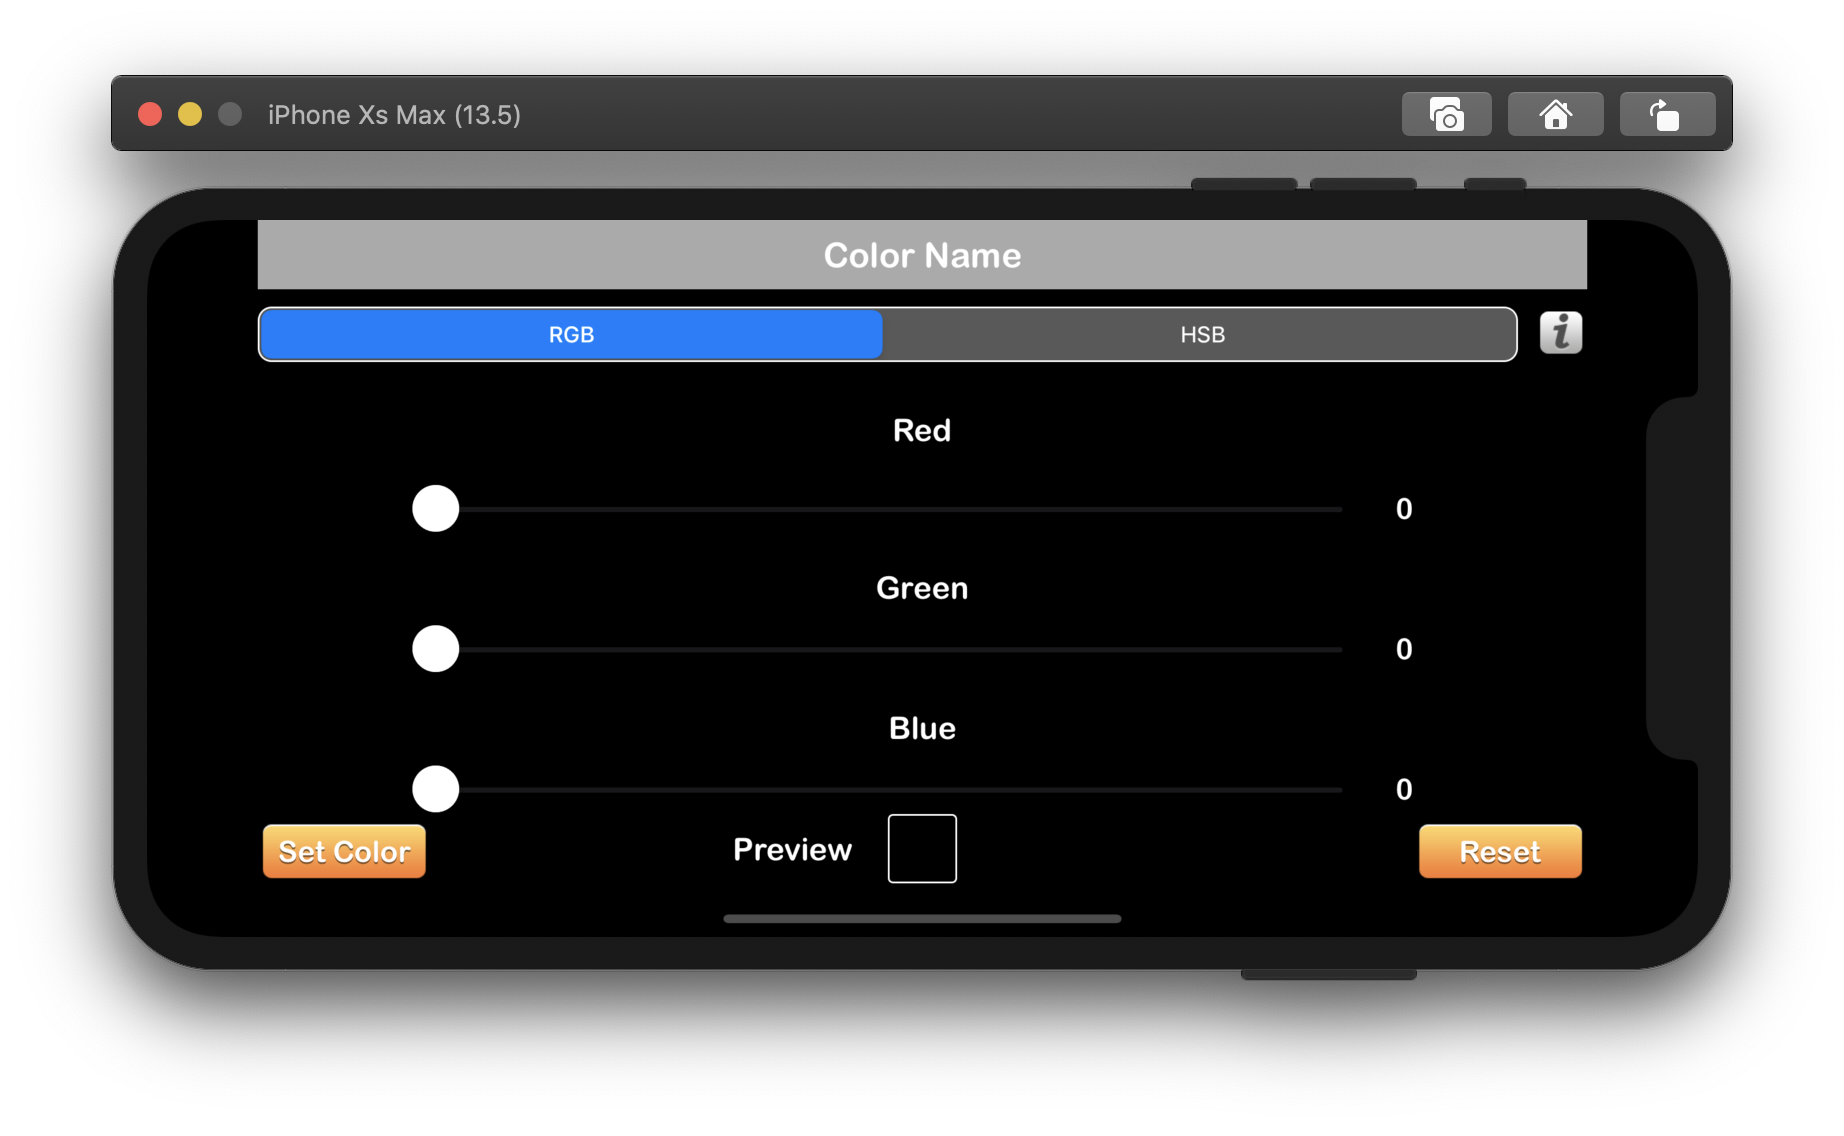 iPhone Xs Max (13.5)
Color Name
RGB HSB i
Red
0
Green
0
Blue
0
Set Color Preview Reset